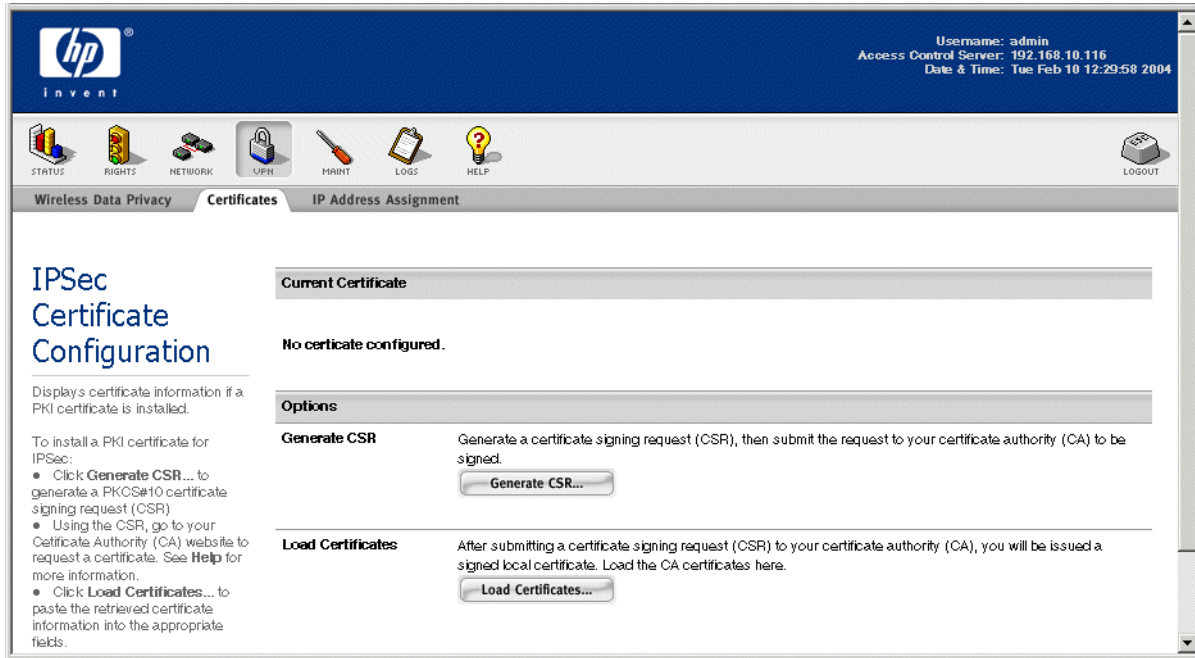 hp
®
invent
Username: admin
Access Control Server: 192.168.10.116
Date & Time: Tue Feb 10 12:29:58 2004
STATUS
RIGHTS
NETWORK
VPN
MAINT
LOGS
HELP
ESC
LOGOUT
Wireless Data Privacy
Certificates
IP Address Assignment
IPSec
Certificate
Configuration
Displays certificate information if a
PKI certificate is installed.
To install a PKI certificate for
IPSec:
● Click Generate CSR... to
generate a PKCS#10 certificate
signing request (CSR)
● Using the CSR, go to your
Cetificate Authority (CA) website to
request a certificate. See Help for
more information.
● Click Load Certificates... to
paste the retrieved certificate
information into the appropriate
fields.
Current Certificate
No certicate configured.
Options
Generate CSR
Generate a certificate signing request (CSR), then submit the request to your certificate authority (CA) to be
signed.
Generate CSR...
Load Certificates
After submitting a certificate signing request (CSR) to your certificate authority (CA), you will be issued a
signed local certificate. Load the CA certificates here.
Load Certificates...